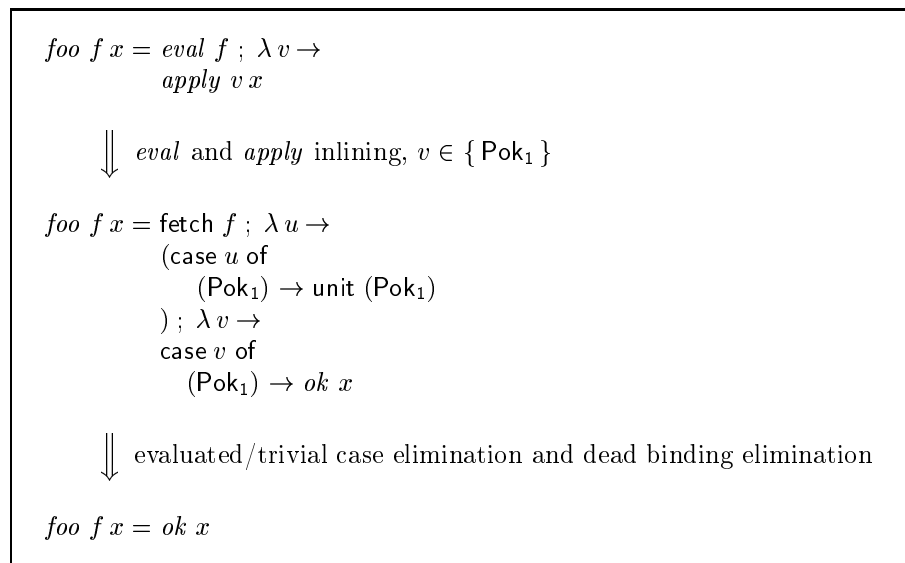 foo f x = eval f ; λ v →
apply v x
⇓ eval and apply inlining, v ∈ { Pok₁ }
foo f x = fetch f ; λ u →
(case u of
(Pok₁) → unit (Pok₁)
) ; λ v →
case v of
(Pok₁) → ok x
⇓ evaluated/trivial case elimination and dead binding elimination
foo f x = ok x